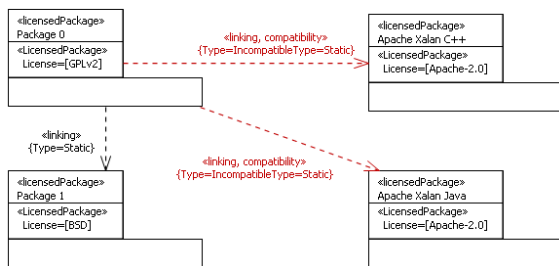 «licensedPackage»
Package 0
«LicensedPackage»
License=[GPLv2]
«linking, compatibility»
{Type=IncompatibleType=Static}
«licensedPackage»
Apache Xalan C++
«LicensedPackage»
License=[Apache-2.0]
«linking»
{Type=Static}
«linking, compatibility»
{Type=IncompatibleType=Static}
«licensedPackage»
Package 1
«LicensedPackage»
License=[BSD]
«licensedPackage»
Apache Xalan Java
«LicensedPackage»
License=[Apache-2.0]